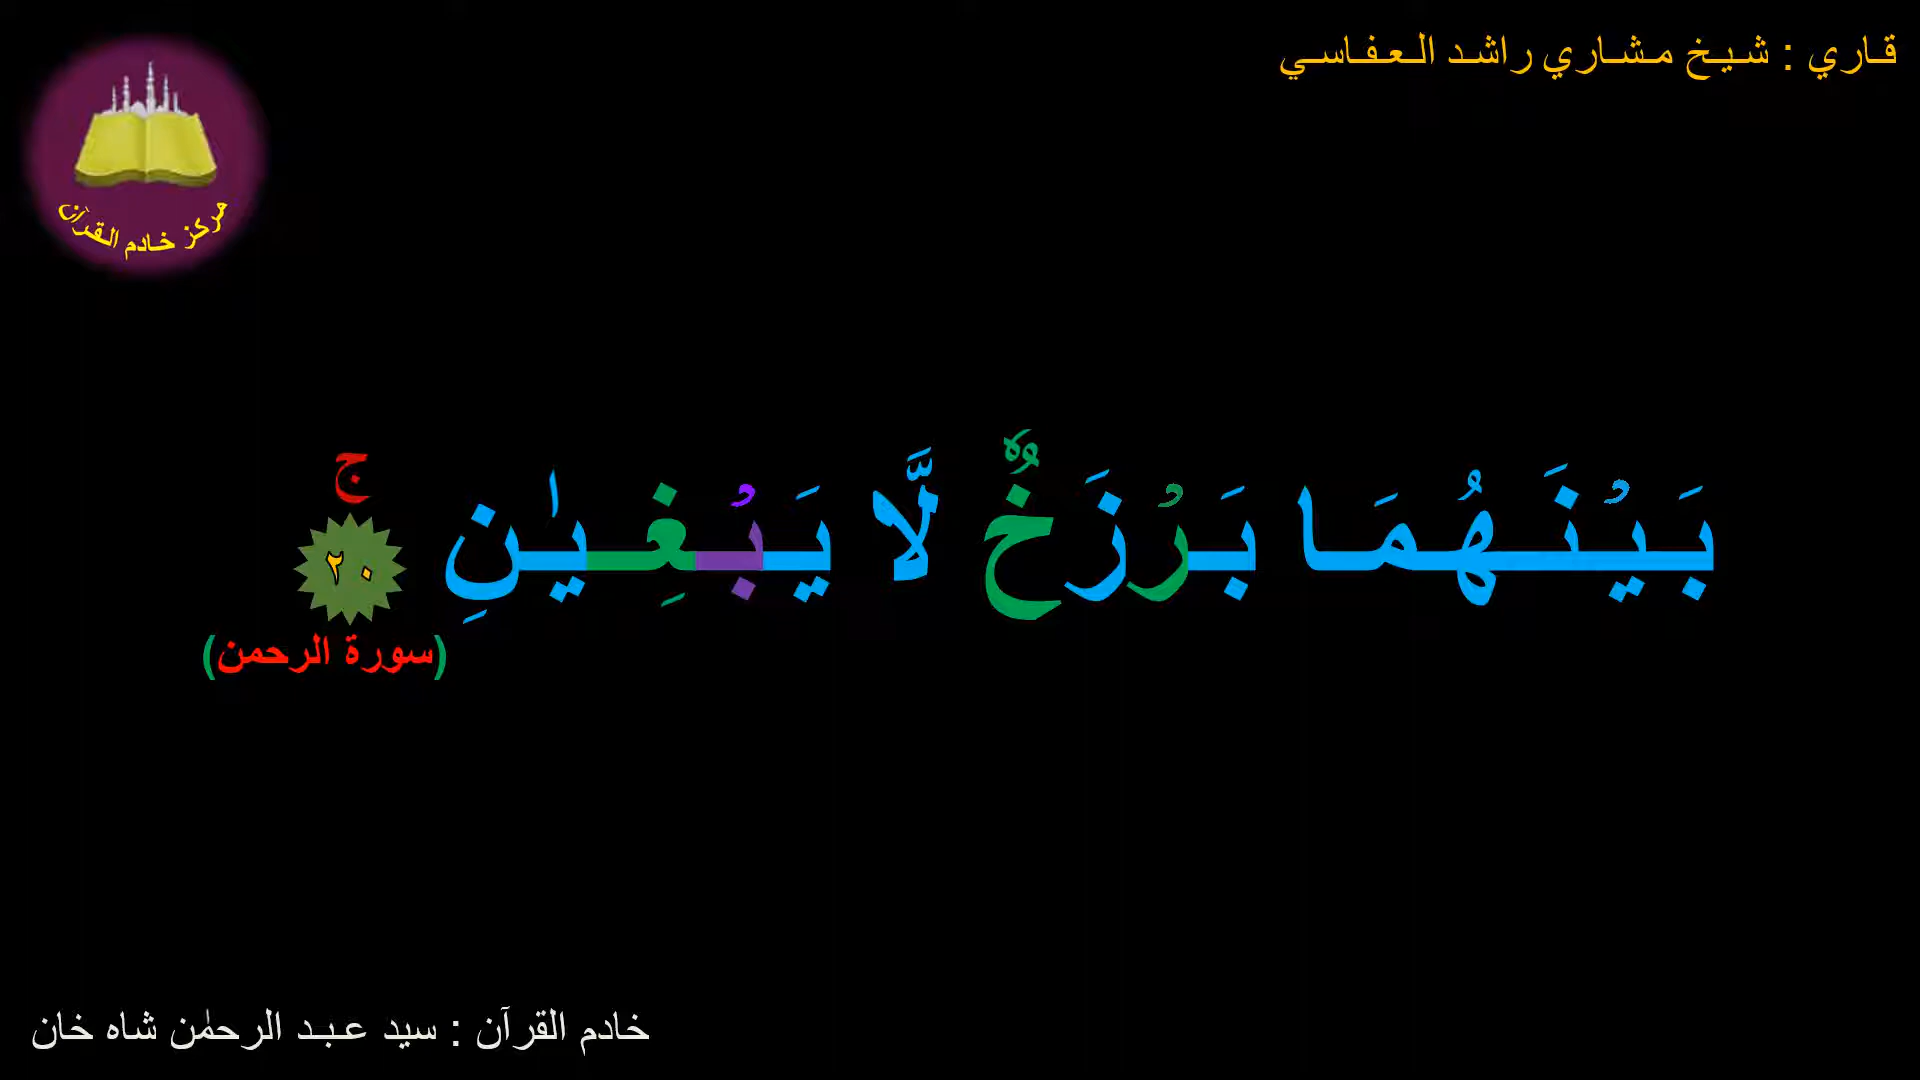 قاري : شيخ مشاري راشد العفاسي
مركز خادم القرآن
بَيْنَهُمَا بَرْزَخٌ لَّا يَبْغِيٰنِ ۚ ٢٠
(سورة الرحمن)
خادم القرآن : سيد عبد الرحمٰن شاه خان